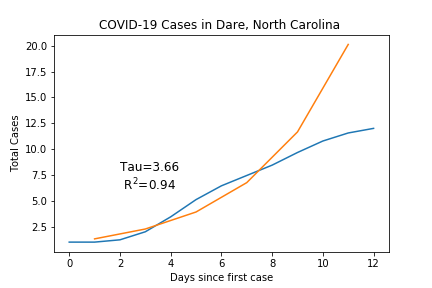 COVID-19 Cases in Dare, North Carolina
Total Cases
20.0
17.5
15.0
12.5
10.0
7.5
5.0
2.5
Tau=3.66
R²=0.94
0 2 4 6 8 10 12
Days since first case